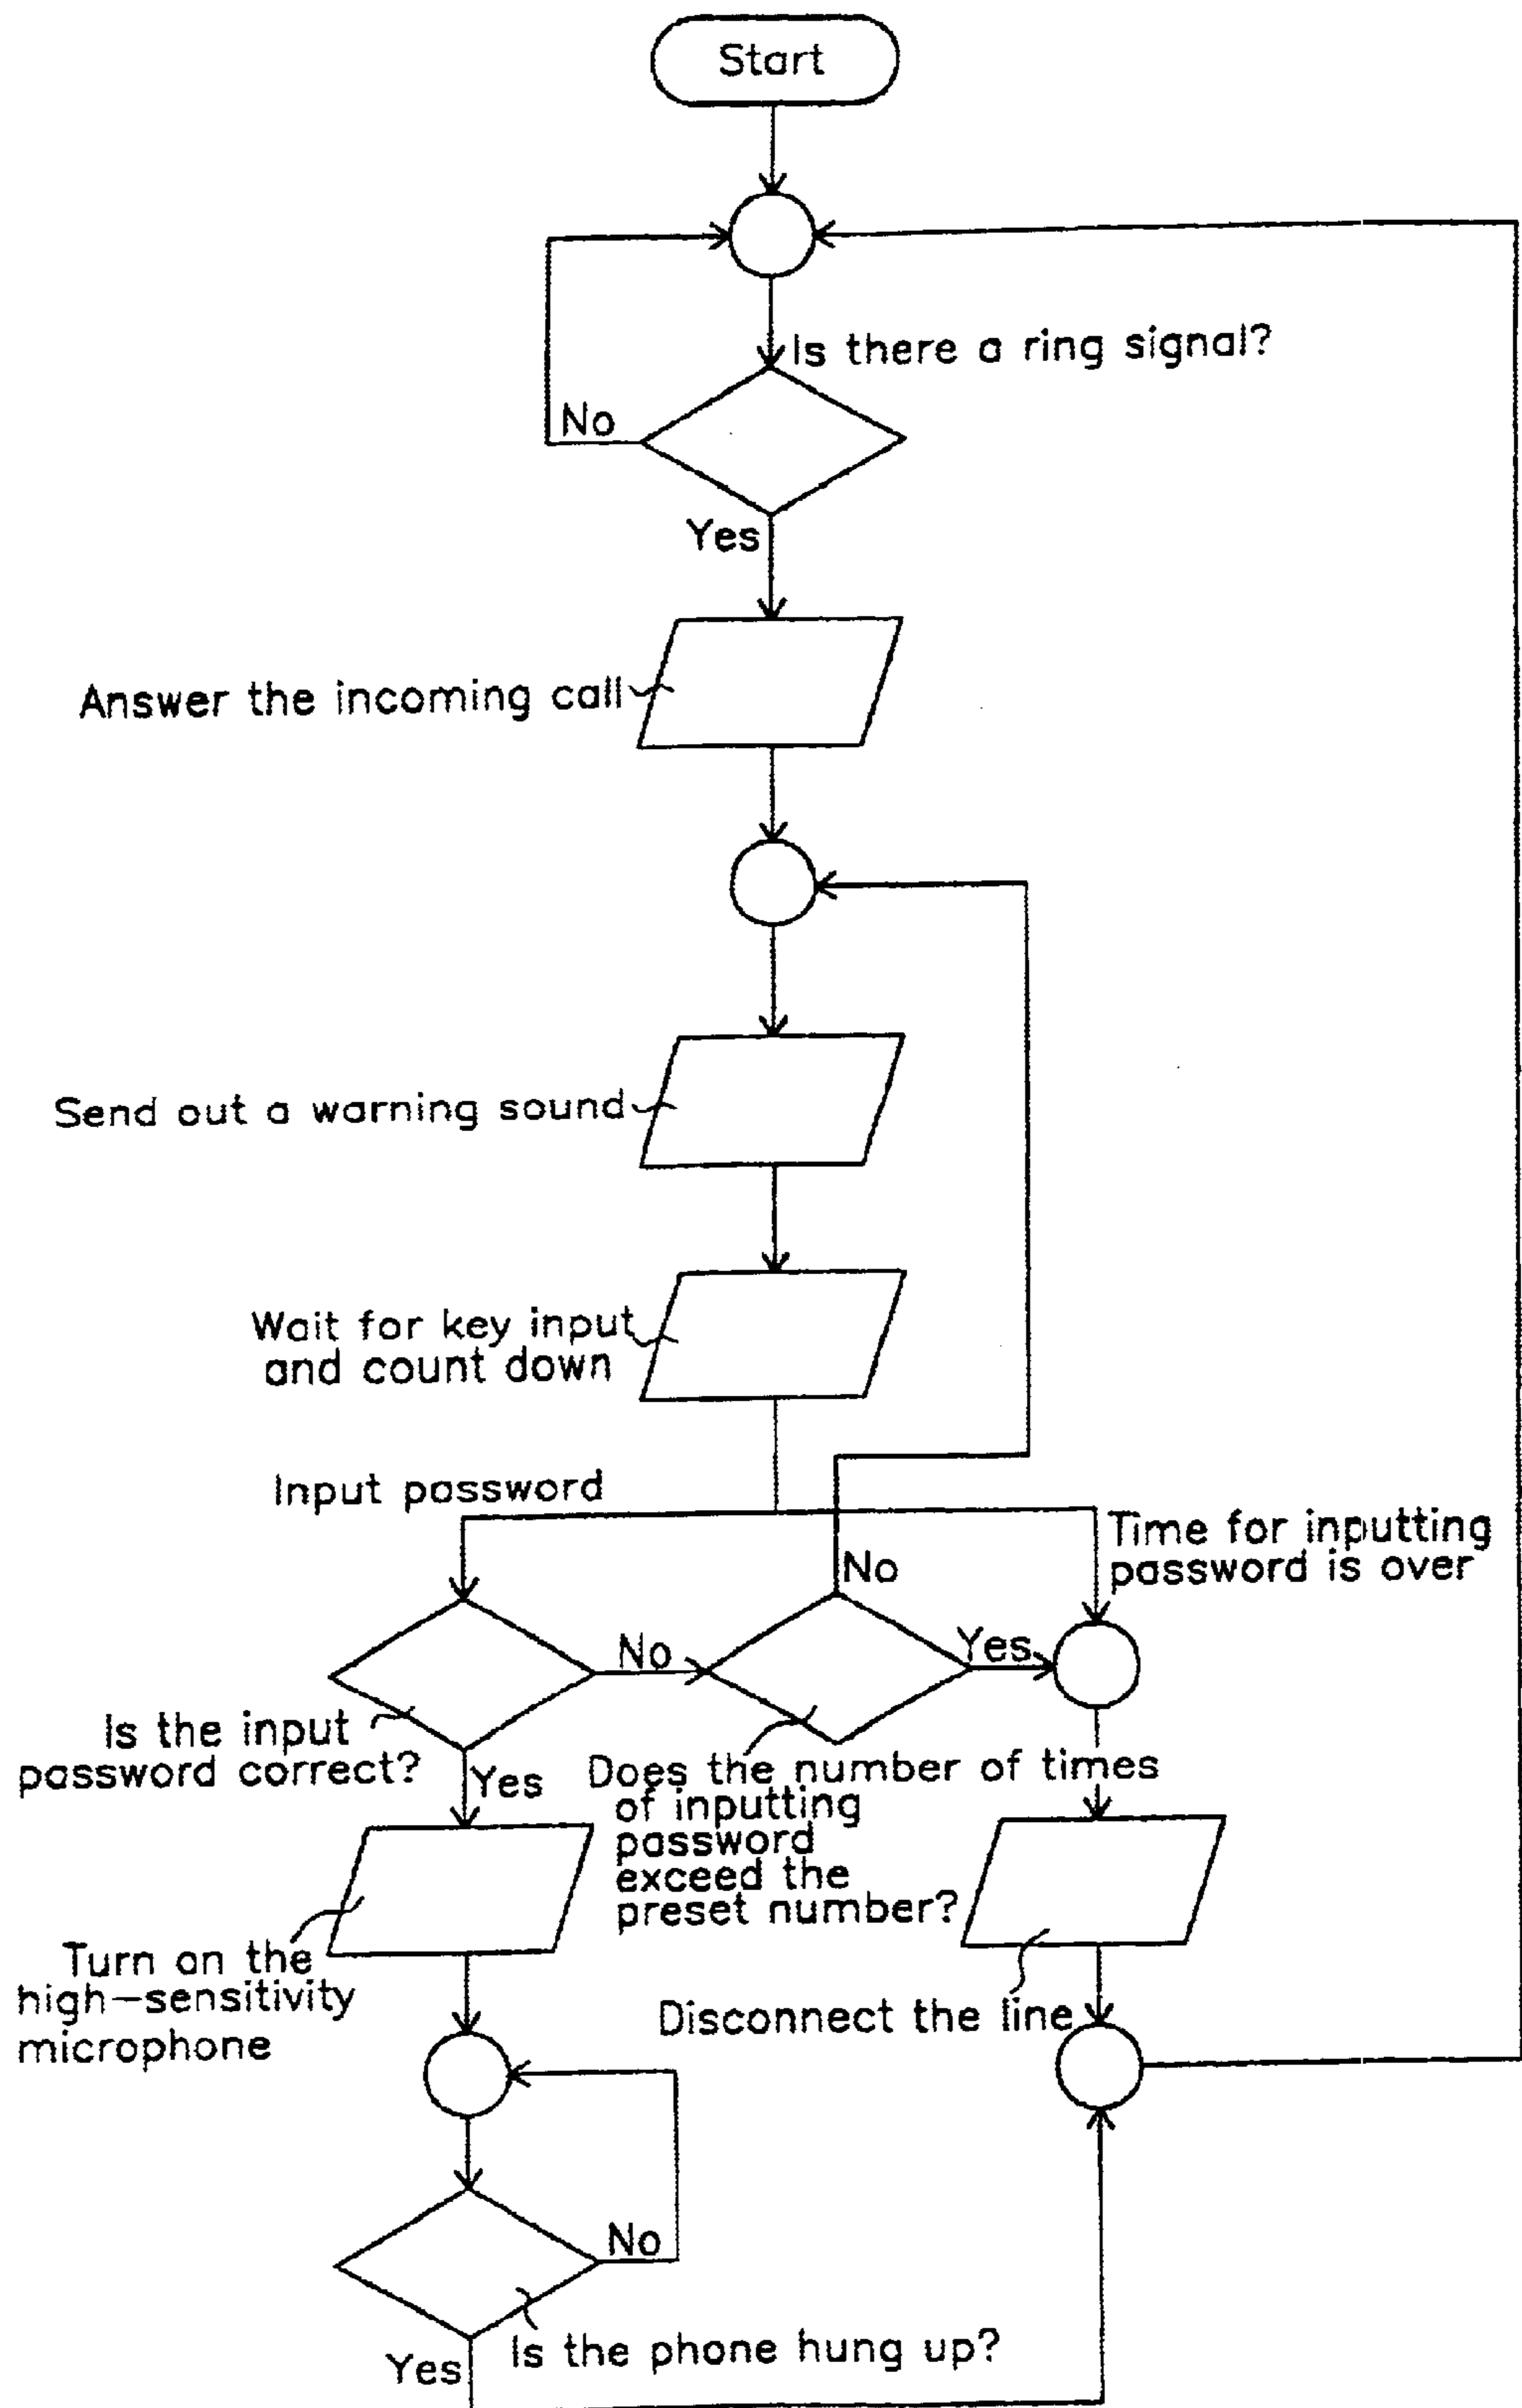 Start
Is there a ring signal?
No
Yes
Answer the incoming call
Send out a warning sound
Wait for key input
and count down
Input password
Time for inputting
password is over
No
No
Yes
Is the input
password correct?
Yes
Does the number of times
of inputting
password
exceed the
preset number?
Turn on the
high-sensitivity
microphone
Disconnect the line
No
Is the phone hung up?
Yes